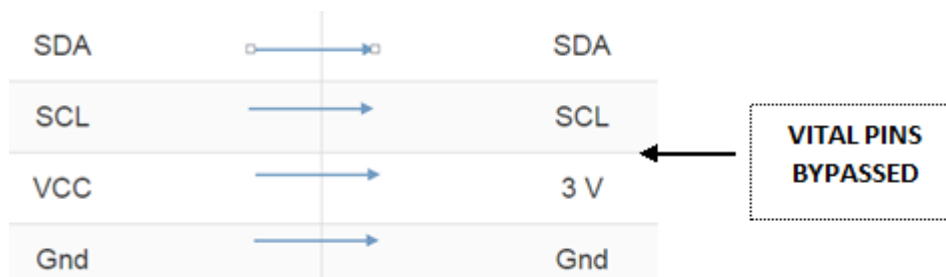 SDA SDA
SCL SCL
VCC 3 V
Gnd Gnd
VITAL PINS
BYPASSED